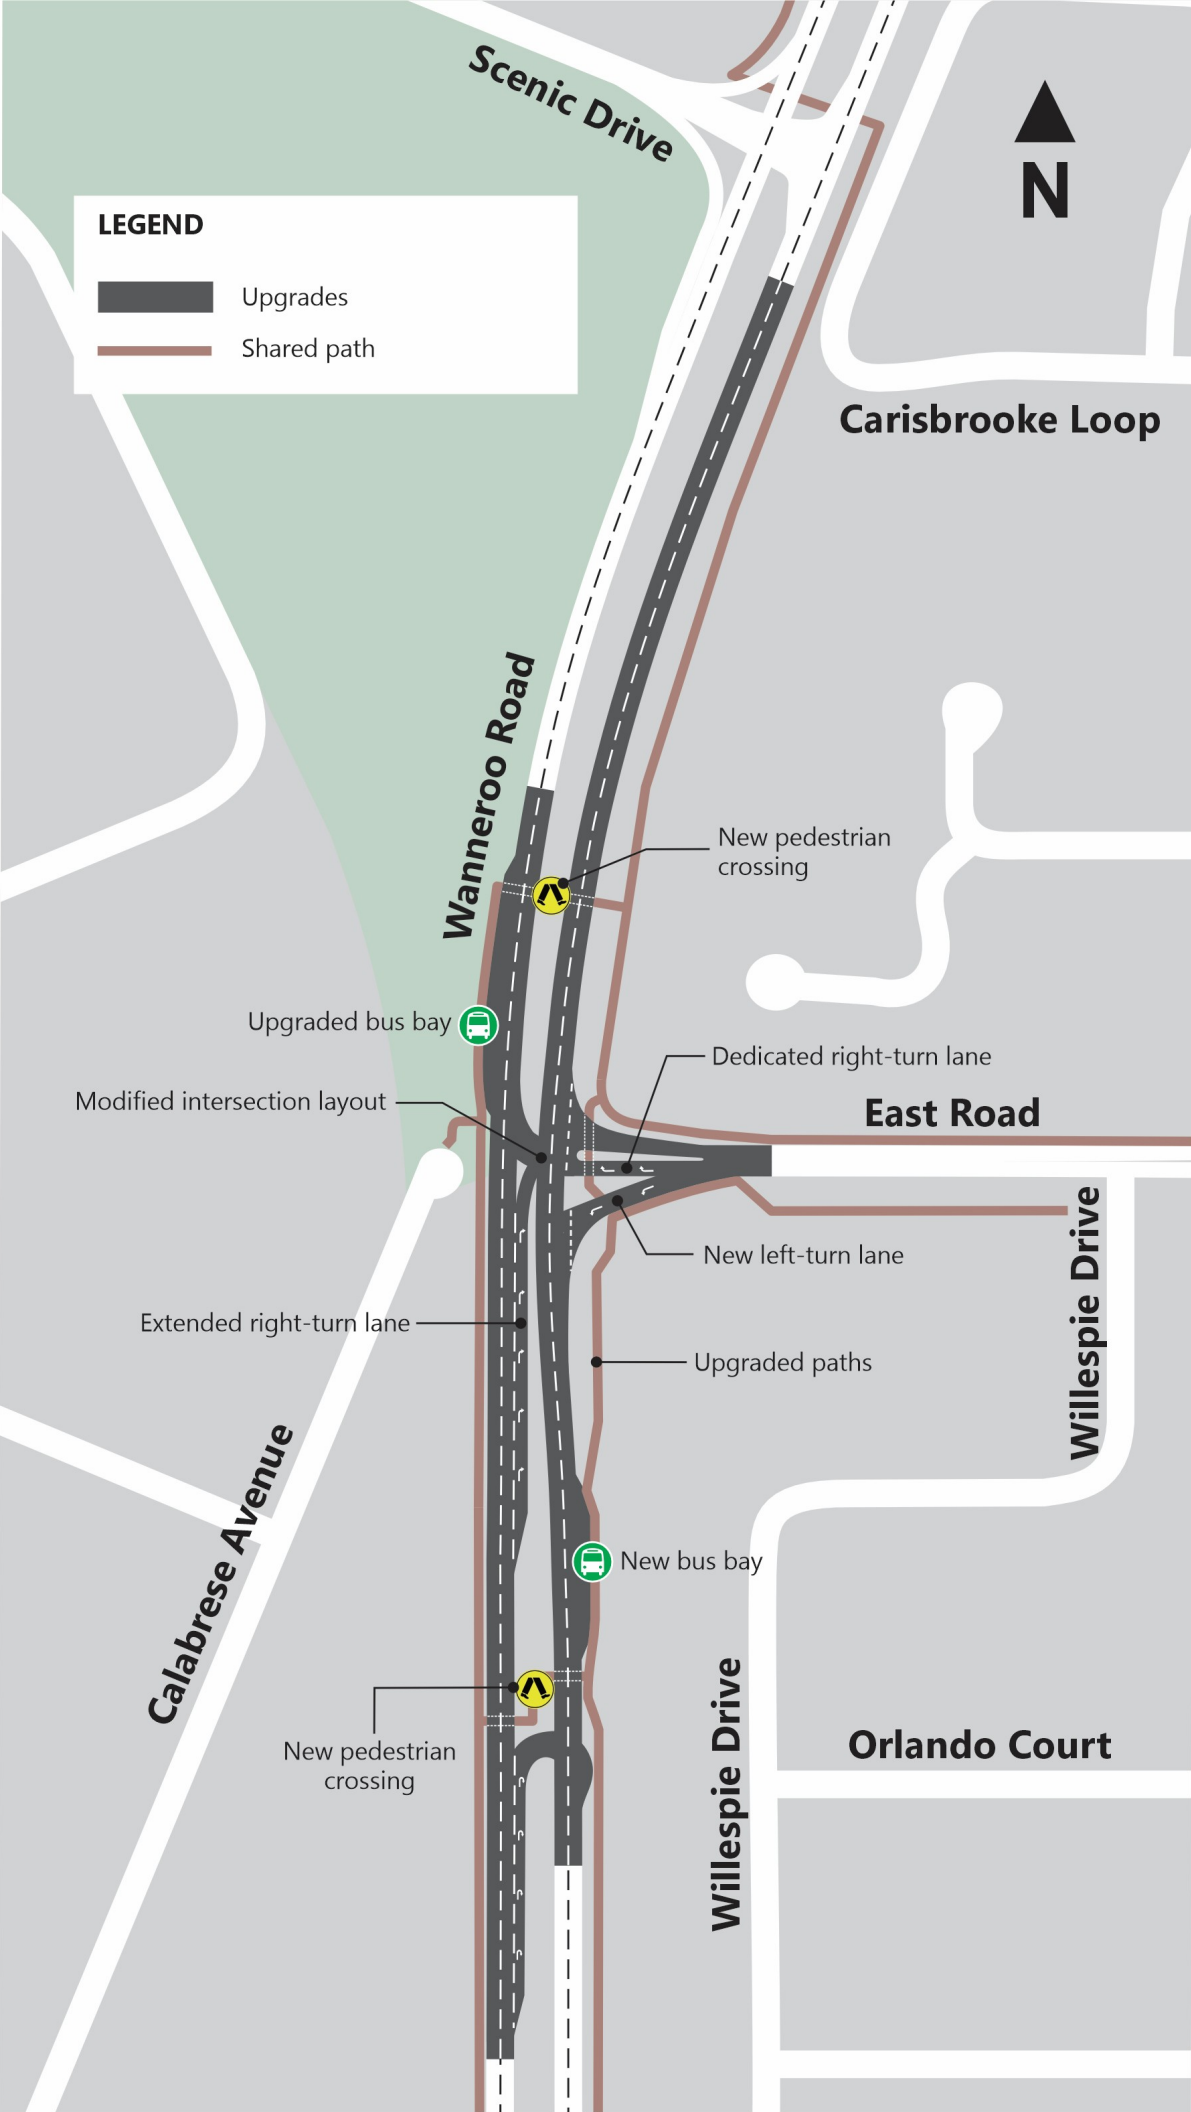 Scenic Drive
N
LEGEND
Upgrades
Shared path
Carisbrooke Loop
Wanneroo Road
New pedestrian
crossing
Upgraded bus bay
Dedicated right-turn lane
Modified intersection layout
East Road
Willespie Drive
New left-turn lane
Extended right-turn lane
Upgraded paths
Calabrese Avenue
New bus bay
Willespie Drive
New pedestrian
crossing
Orlando Court